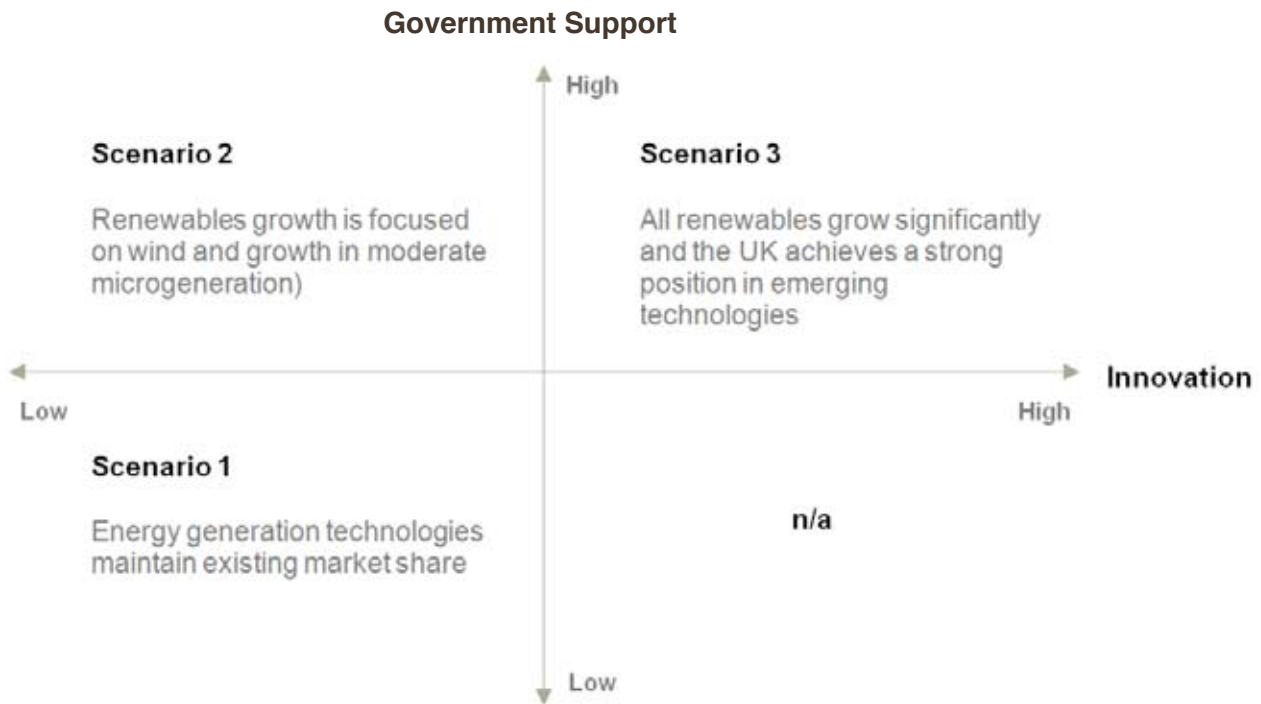 Government Support
High
Scenario 2
Renewables growth is focused
on wind and growth in moderate
microgeneration)
Scenario 3
All renewables grow significantly
and the UK achieves a strong
position in emerging
technologies
Innovation
Low
High
Scenario 1
Energy generation technologies
maintain existing market share
n/a
Low